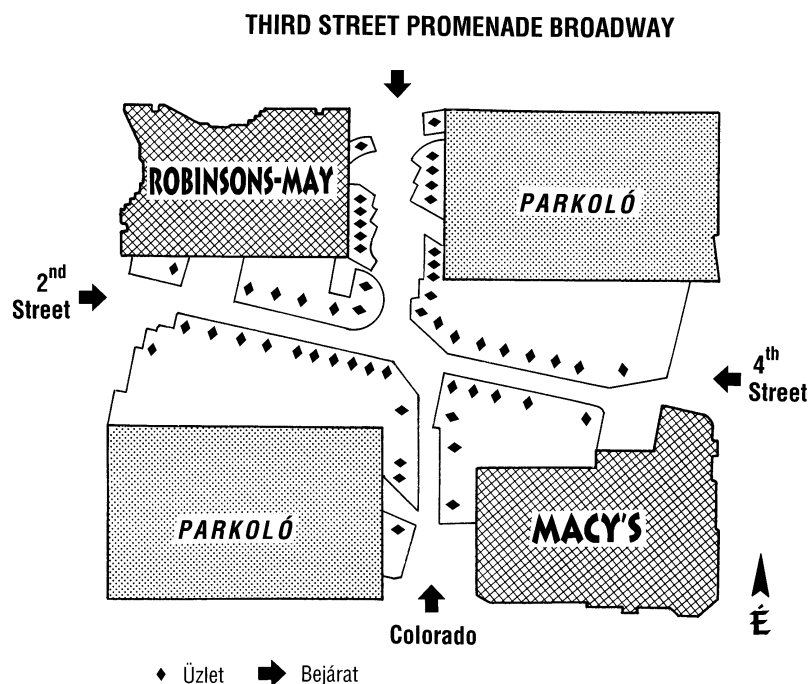 THIRD STREET PROMENADE BROADWAY
ROBINSONS-MAY
PARKOLÓ
2nd
Street
4th
Street
PARKOLÓ
MACY'S
É
Colorado
Üzlet
Bejárat